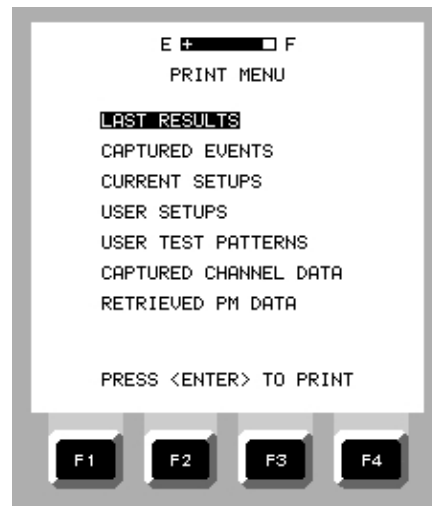 E + F
PRINT MENU
LAST RESULTS
CAPTURED EVENTS
CURRENT SETUPS
USER SETUPS
USER TEST PATTERNS
CAPTURED CHANNEL DATA
RETRIEVED PM DATA
PRESS <ENTER> TO PRINT
F1 F2 F3 F4